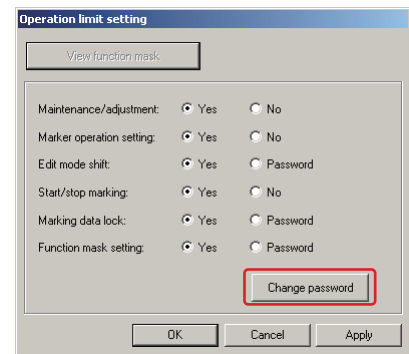 Operation limit setting
View function mask
Maintenance/adjustment: Yes No
Marker operation setting: Yes No
Edit mode shift: Yes Password
Start/stop marking: Yes No
Marking data lock: Yes Password
Function mask setting: Yes Password
Change password
OK Cancel Apply